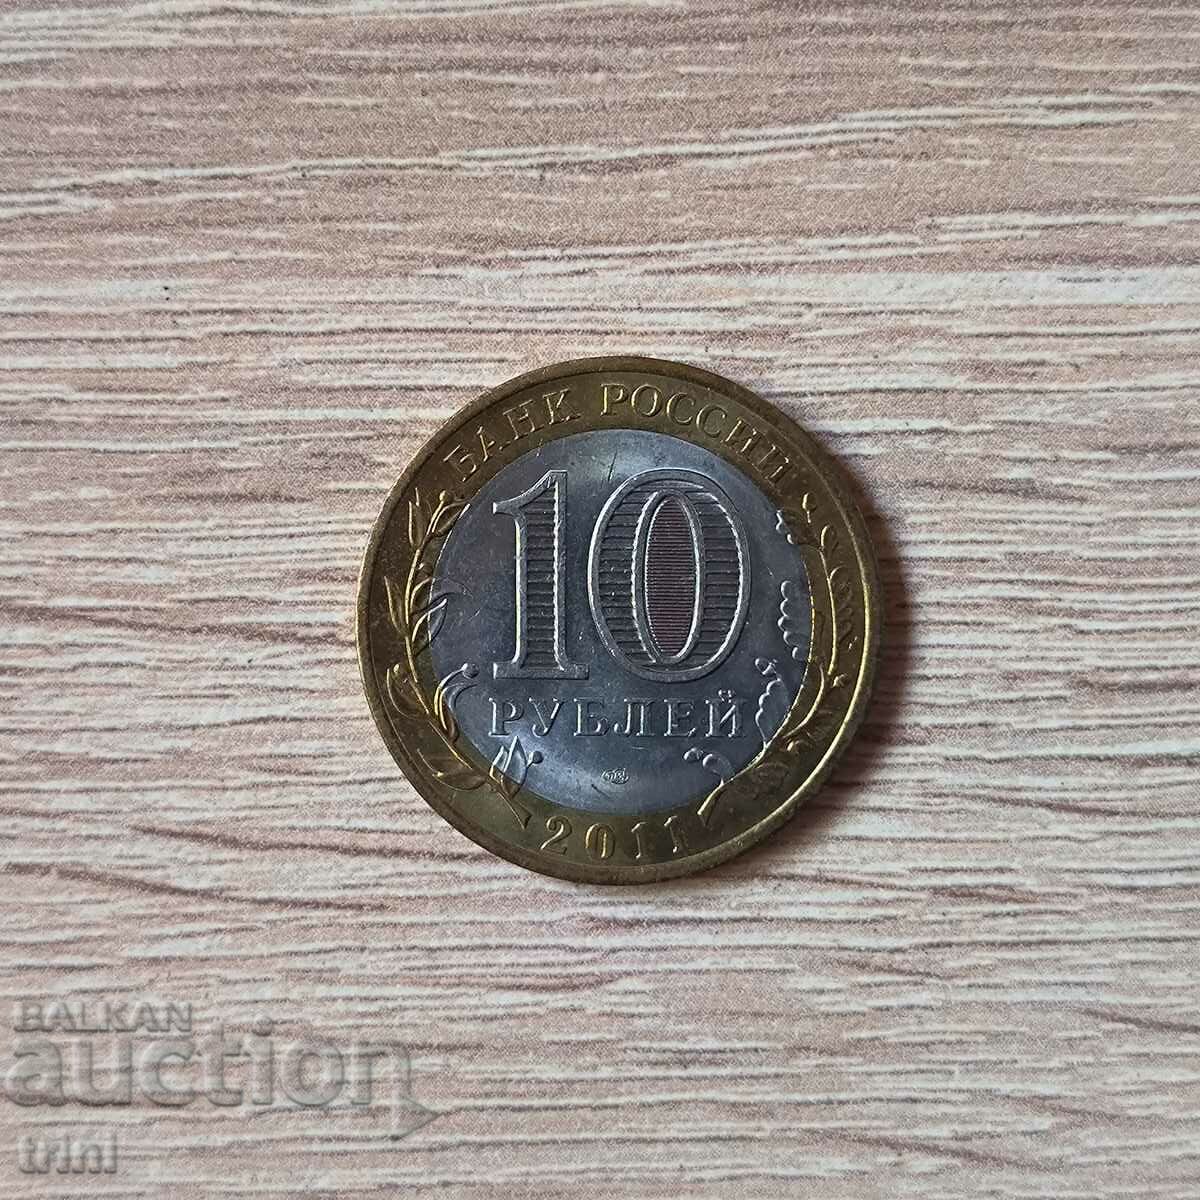 БАНК РОССИИ
10
РУБЛЕЙ
2011
BALKAN
auction
trini